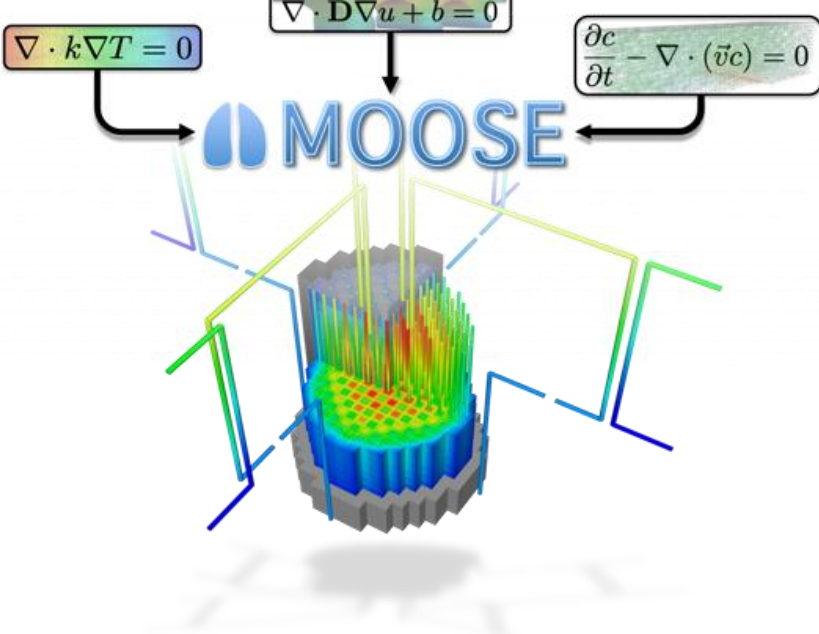 ∇ · D∇u + b = 0
∇ · k∇T = 0
∂c/∂t − ∇ · (v⃗c) = 0
MOOSE